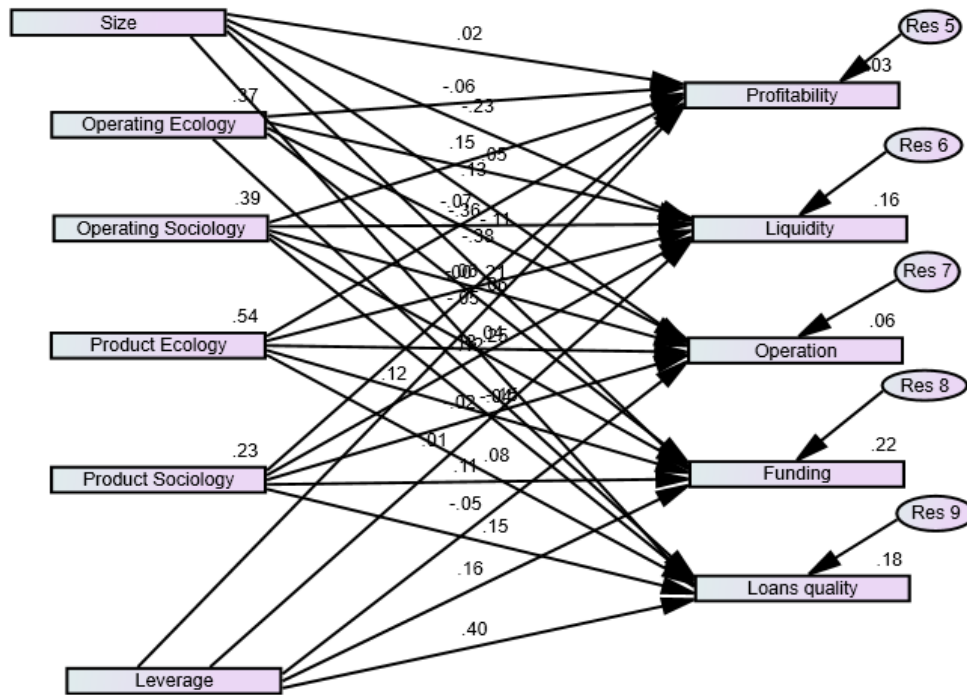 Size
Res 5
.02
.03
Profitability
.37
-.06
-.23
Operating Ecology
Res 6
.15
.05
.13
.39
.16
-.07
-.36
-.11
Operating Sociology
Liquidity
-.38
Res 7
.21
-.05
.54
.06
.04
.25
Product Ecology
Operation
.12
Res 8
.02
.23
.01
.08
.22
.11
Product Sociology
Funding
-.05
Res 9
.15
.16
.18
Loans quality
.40
Leverage